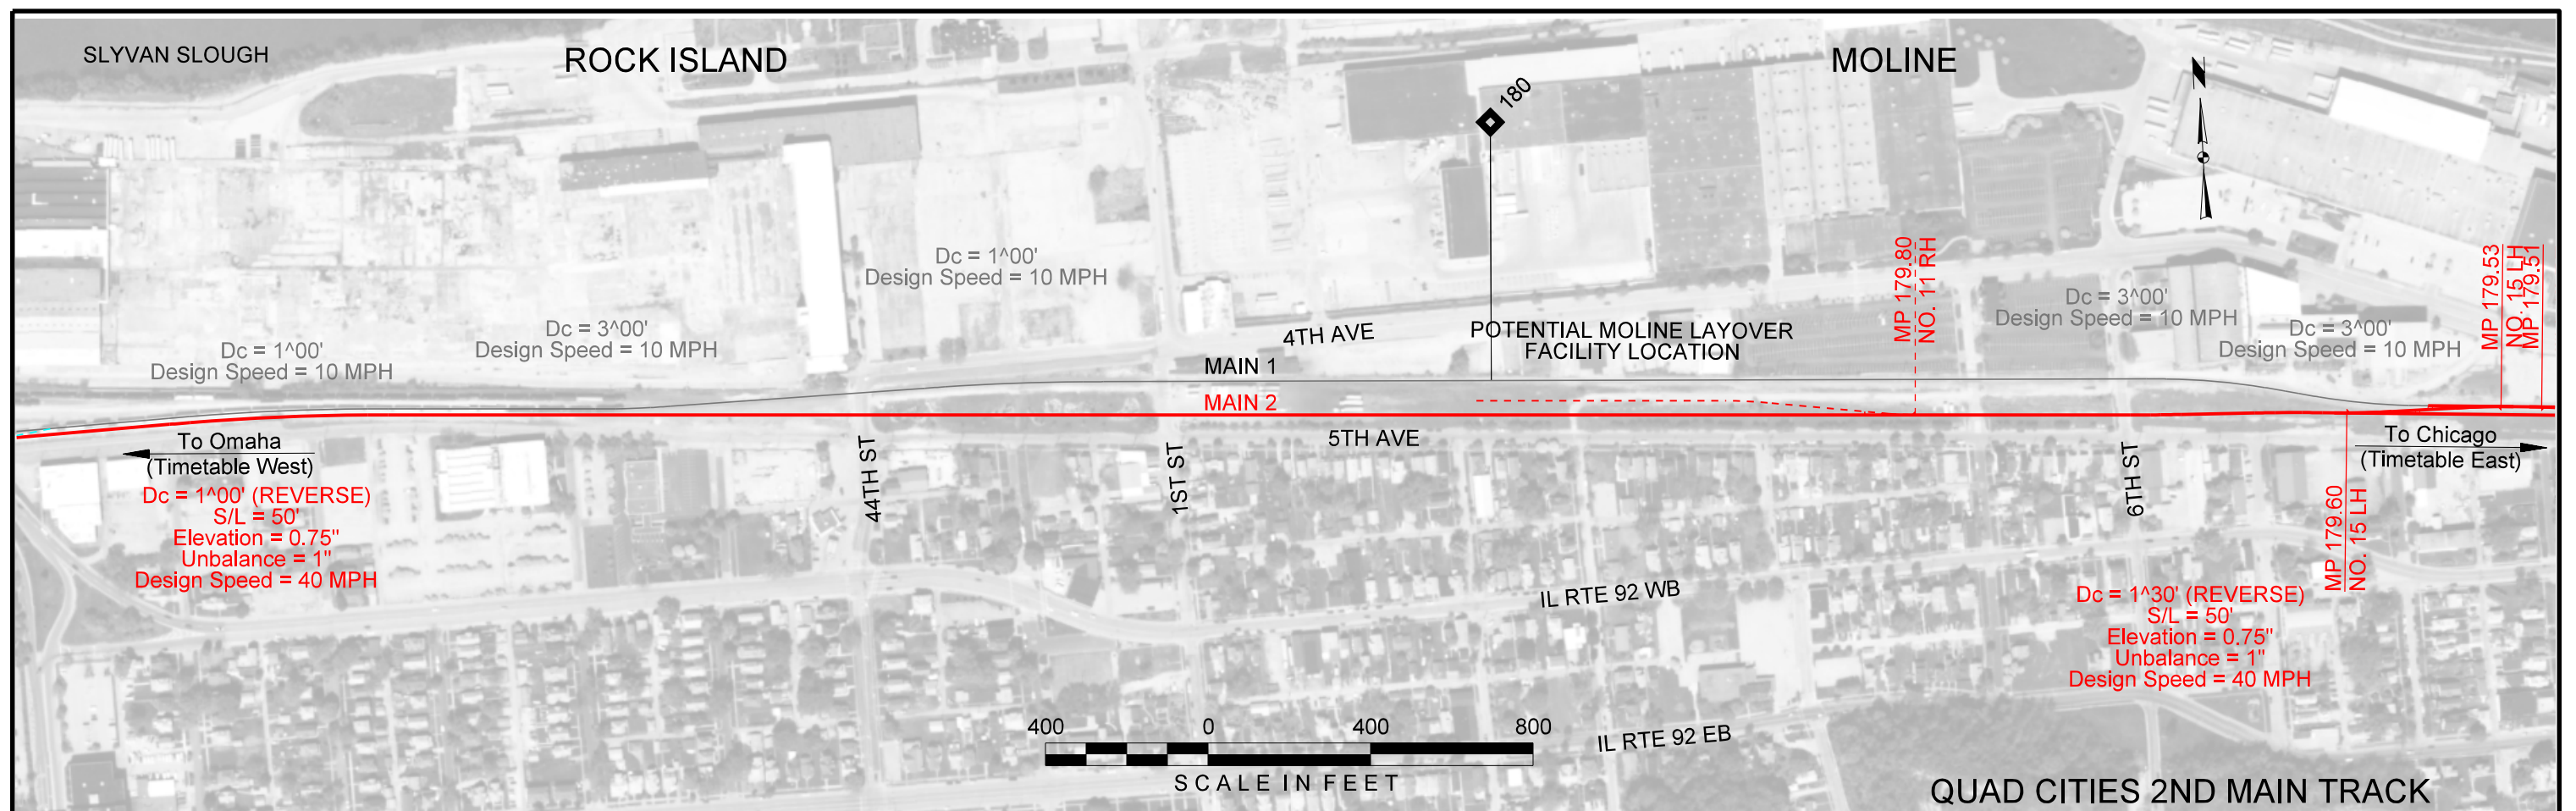 SLYVAN SLOUGH
ROCK ISLAND
MOLINE
180
Dc = 1^00'
Design Speed = 10 MPH
Dc = 3^00'
Design Speed = 10 MPH
Dc = 1^00'
Design Speed = 10 MPH
4TH AVE
POTENTIAL MOLINE LAYOVER
FACILITY LOCATION
MP 179.80
NO. 11 RH
Dc = 3^00'
Design Speed = 10 MPH
Dc = 3^00'
Design Speed = 10 MPH
MP 179.53
NO. 15 LH
MP 179.51
MAIN 1
MAIN 2
5TH AVE
To Omaha
(Timetable West)
To Chicago
(Timetable East)
Dc = 1^00' (REVERSE)
S/L = 50'
Elevation = 0.75"
Unbalance = 1"
Design Speed = 40 MPH
44TH ST
1ST ST
6TH ST
MP 179.60
NO. 15 LH
IL RTE 92 WB
Dc = 1^30' (REVERSE)
S/L = 50'
Elevation = 0.75"
Unbalance = 1"
Design Speed = 40 MPH
IL RTE 92 EB
400 0 400 800
SCALE IN FEET
QUAD CITIES 2ND MAIN TRACK
N